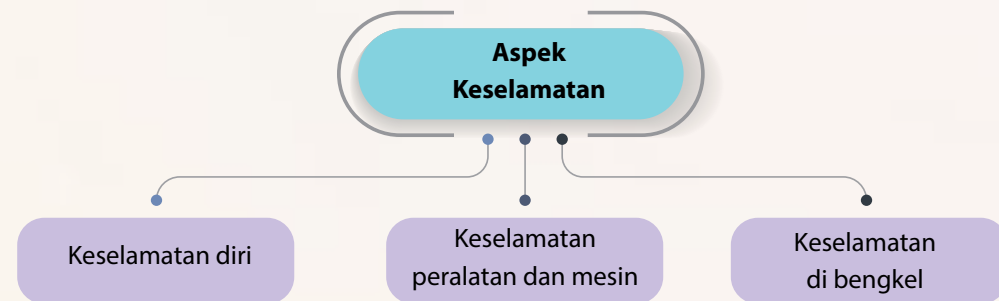 Aspek
Keselamatan
Keselamatan diri
Keselamatan
peralatan dan mesin
Keselamatan
di bengkel